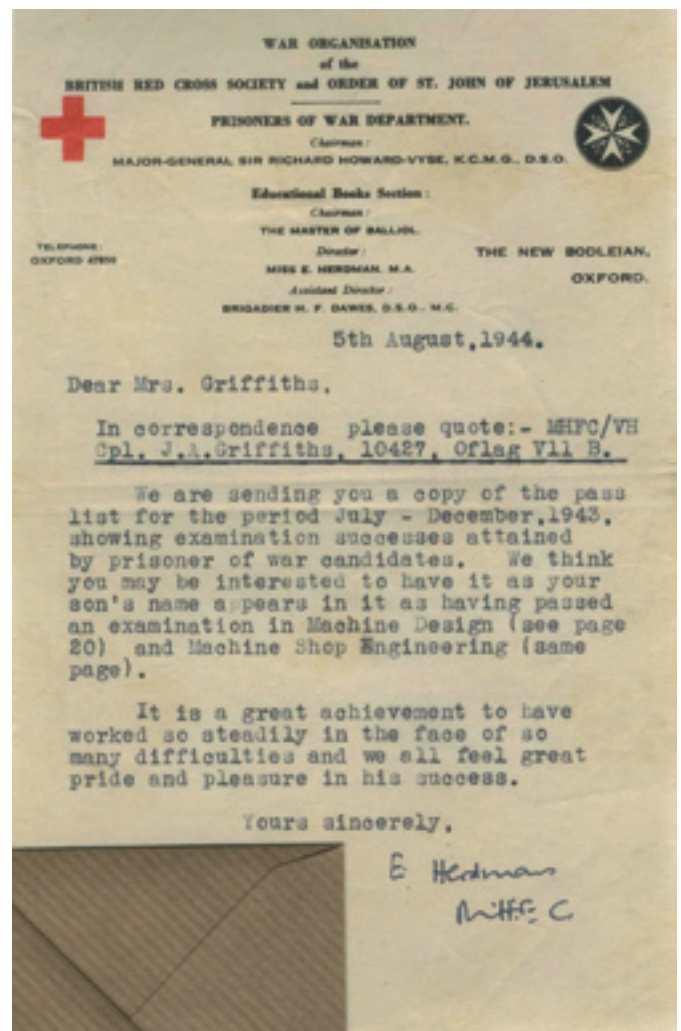 WAR ORGANISATION
of the
BRITISH RED CROSS SOCIETY and ORDER OF ST. JOHN OF JERUSALEM
PRISONERS OF WAR DEPARTMENT.
Chairman :
MAJOR-GENERAL SIR RICHARD HOWARD-VYSE, K.C.M.G., D.S.O.
Educational Books Section :
Chairman :
THE MASTER OF BALLIOL.
Director :
MISS E. HERDMAN, M.A.
Assistant Director :
BRIGADIER H. F. DAWES, D.S.O., M.C.
TELEPHONE:
OXFORD
THE NEW BODLEIAN,
OXFORD.
5th August,1944.
Dear Mrs. Griffiths,
In correspondence please quote:- MHFC/VH
Cpl. J.A.Griffiths, 10427, Oflag V11 B.
We are sending you a copy of the pass
list for the period July - December,1943,
showing examination successes attained
by prisoner of war candidates. We think
you may be interested to have it as your
son's name appears in it as having passed
an examination in Machine Design (see page
20) and Machine Shop Engineering (same
page).
It is a great achievement to have
worked so steadily in the face of so
many difficulties and we all feel great
pride and pleasure in his success.
Yours sincerely,
E Herdman